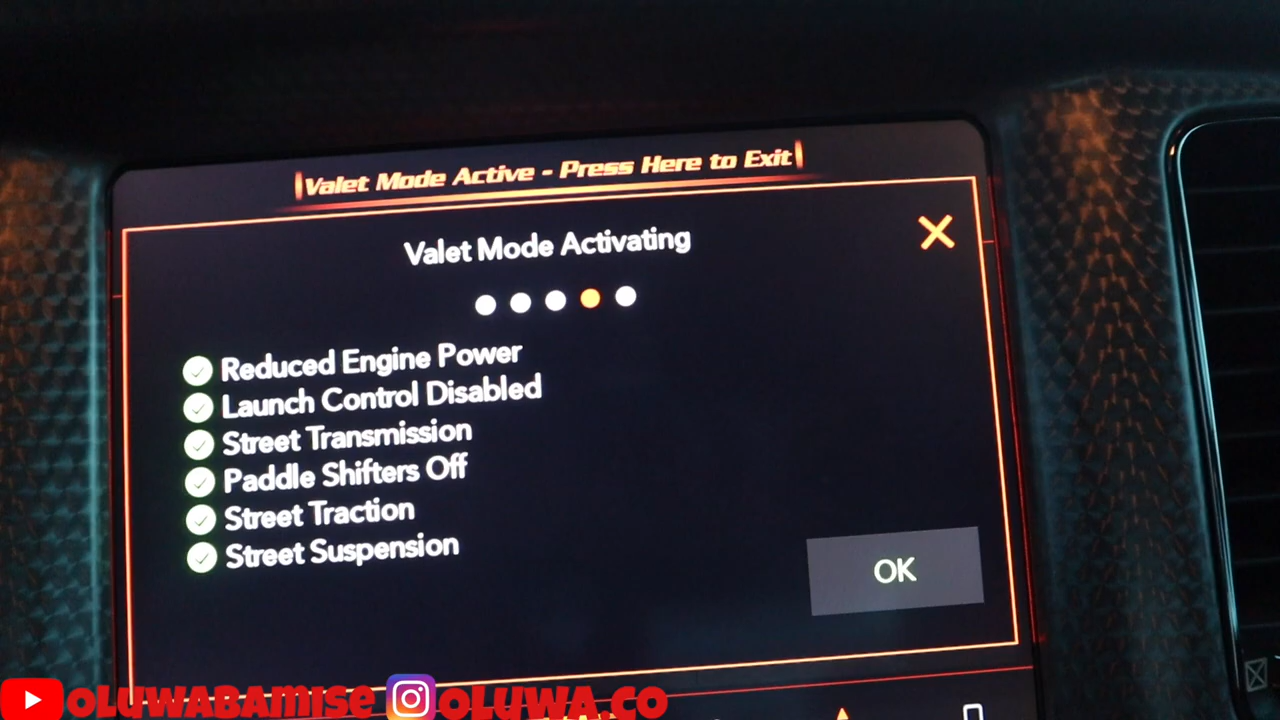 Valet Mode Active - Press Here to Exit
Valet Mode Activating
Reduced Engine Power
Launch Control Disabled
Street Transmission
Paddle Shifters Off
Street Traction
Street Suspension
OK
OLUWABAMISE OLUWA.CO